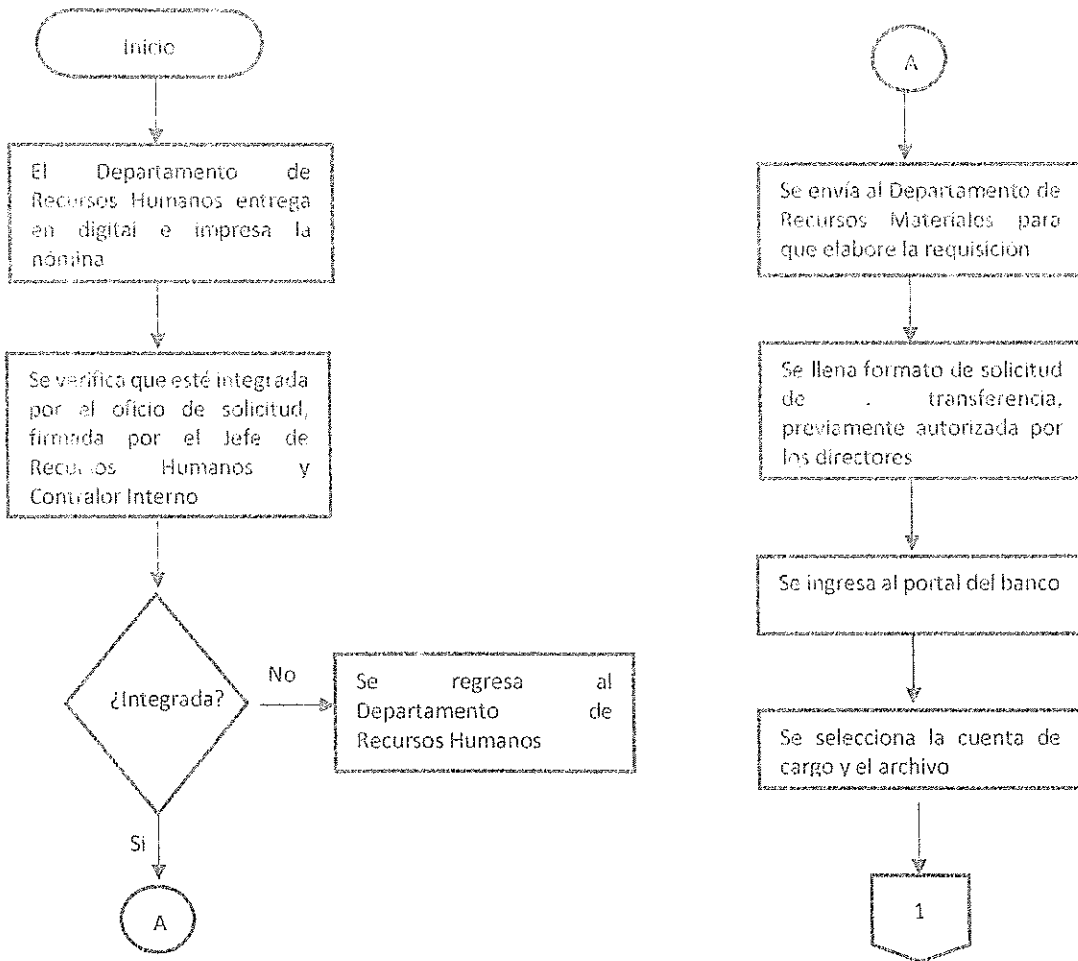 Inicio
El Departamento de
Recursos Humanos entrega
en digital e impresa la
nómina
Se verifica que esté integrada
por el oficio de solicitud,
firmada por el Jefe de
Recursos Humanos y
Contralor Interno
¿Integrada?
No
Se regresa al
Departamento de
Recursos Humanos
Si
A
A
Se envía al Departamento de
Recursos Materiales para
que elabore la requisición
Se llena formato de solicitud
de . transferencia,
previamente autorizada por
los directores
Se ingresa al portal del banco
Se selecciona la cuenta de
cargo y el archivo
1